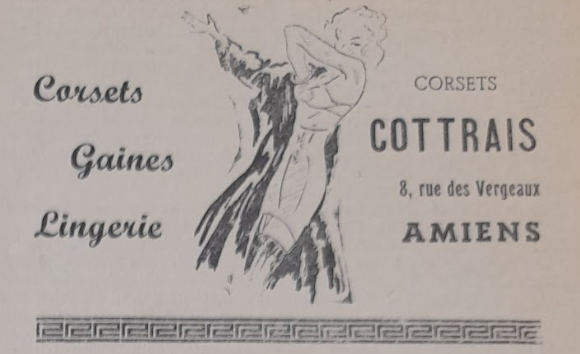 Corsets
Gaines
Lingerie
CORSETS
COTTRAIS
8, rue des Vergeaux
AMIENS